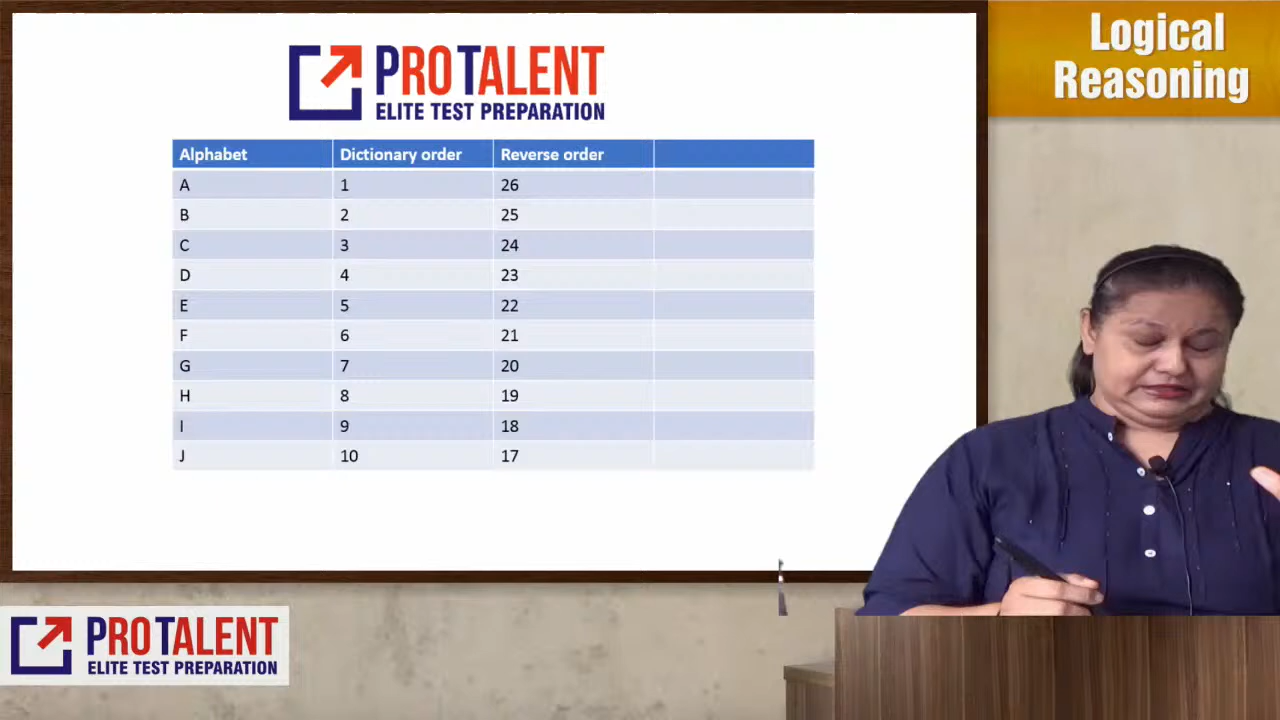 Logical
Reasoning
PROTALENT
ELITE TEST PREPARATION
Alphabet Dictionary order Reverse order
A 1 26
B 2 25
C 3 24
D 4 23
E 5 22
F 6 21
G 7 20
H 8 19
I 9 18
J 10 17
PROTALENT
ELITE TEST PREPARATION